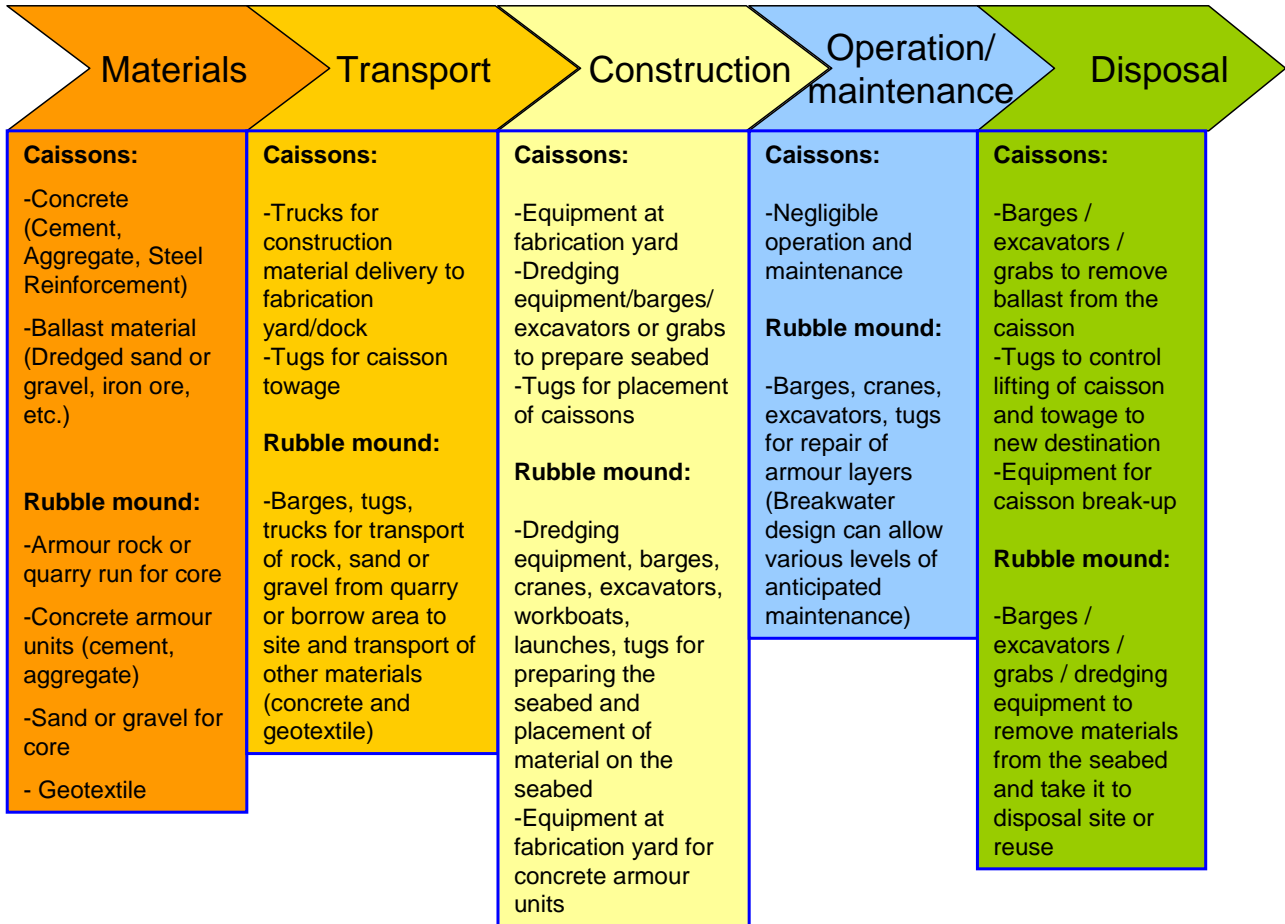 Materials
Transport
Construction
Operation/
maintenance
Disposal
Caissons:
-Concrete
(Cement,
Aggregate, Steel
Reinforcement)
-Ballast material
(Dredged sand or
gravel, iron ore,
etc.)
Rubble mound:
-Armour rock or
quarry run for core
-Concrete armour
units (cement,
aggregate)
-Sand or gravel for
core
- Geotextile
Caissons:
-Trucks for
construction
material delivery to
fabrication
yard/dock
-Tugs for caisson
towage
Rubble mound:
-Barges, tugs,
trucks for transport
of rock, sand or
gravel from quarry
or borrow area to
site and transport of
other materials
(concrete and
geotextile)
Caissons:
-Equipment at
fabrication yard
-Dredging
equipment/barges/
excavators or grabs
to prepare seabed
-Tugs for placement
of caissons
Rubble mound:
-Dredging
equipment, barges,
cranes, excavators,
workboats,
launches, tugs for
preparing the
seabed and
placement of
material on the
seabed
-Equipment at
fabrication yard for
concrete armour
units
Caissons:
-Negligible
operation and
maintenance
Rubble mound:
-Barges, cranes,
excavators, tugs
for repair of
armour layers
(Breakwater
design can allow
various levels of
anticipated
maintenance)
Caissons:
-Barges /
excavators /
grabs to remove
ballast from the
caisson
-Tugs to control
lifting of caisson
and towage to
new destination
-Equipment for
caisson break-up
Rubble mound:
-Barges /
excavators /
grabs / dredging
equipment to
remove materials
from the seabed
and take it to
disposal site or
reuse